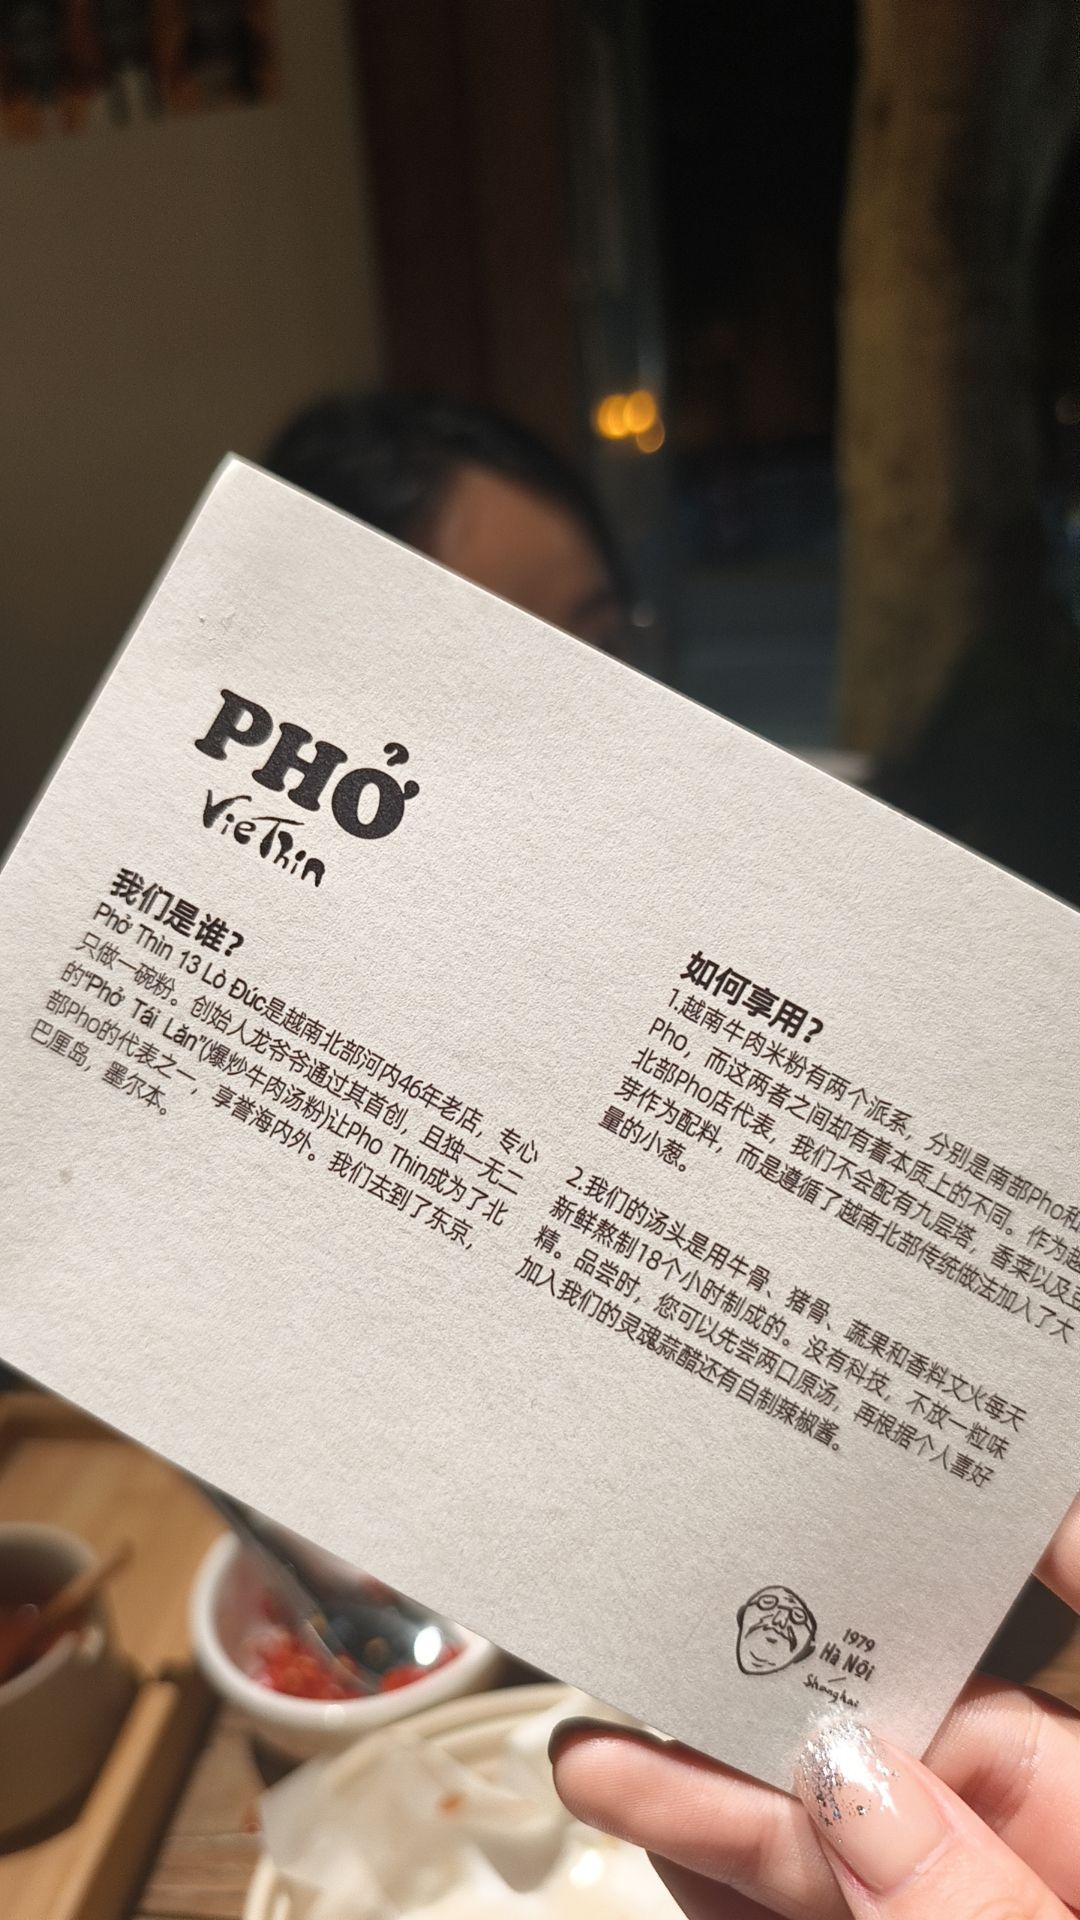 PHỞ
VieThin
我们是谁?
Phở Thìn 13 Lò Đúc是越南北部河内46年老店，专心
只做一碗粉。创始人龙爷爷通过其首创，且独一无二
的“Phở Tái Lăn”(爆炒牛肉汤粉)让Pho Thin成为了北
部Pho的代表之一，享誉海内外。我们去到了东京，
巴厘岛，墨尔本。
如何享用?
1.越南牛肉米粉有两个派系，分别是南部Pho和
Pho，而这两者之间却有着本质上的不同。作为越
北部Pho店代表，我们不会配有九层塔，香菜以及豆
芽作为配料，而是遵循了越南北部传统做法加入了大
量的小葱。
2.我们的汤头是用牛骨、猪骨、蔬果和香料文火每天
新鲜熬制18个小时制成的。没有科技，不放一粒味
精。品尝时，您可以先尝两口原汤，再根据个人喜好
加入我们的灵魂蒜醋还有自制辣椒酱。
1979
Hà Nội
Shanghai